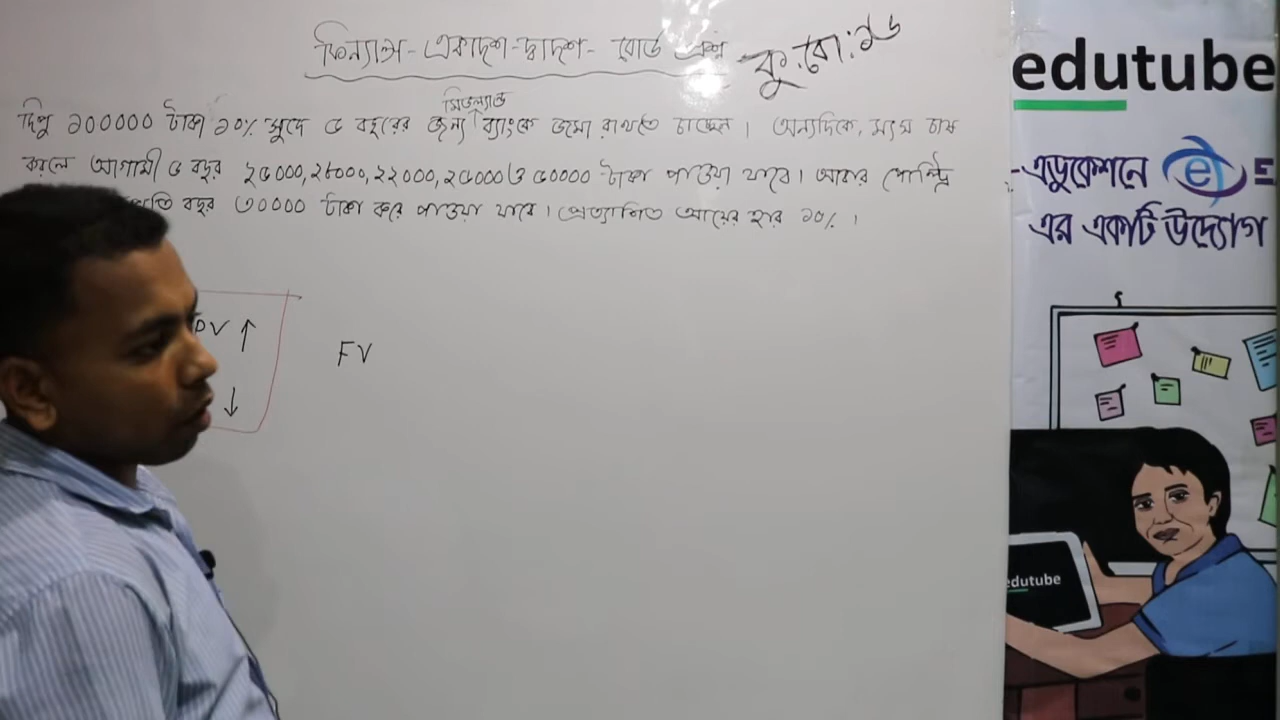 ফিন্যান্স-একাদশ-দ্বাদশ- বোর্ড প্রশ্ন কু.বো:১৬
মিডল্যান্ড
দিপু ১০০০০০ টাকা ১০% সুদে ৫ বছরের জন্য ব্যাংকে জমা রাখতে চাচ্ছেন। অন্যদিকে, মৎস চাষ
করলে আগামী ৫ বছর ২৫০০০, ২৮০০০, ২২০০০, ২৫০০০ ও ৫০০০০ টাকা পাওয়া যাবে। আবার পোল্ট্রি
প্রতি বছর ৩০০০০ টাকা করে পাওয়া যাবে। প্রত্যাশিত আয়ের হার ১০%।
PV ↑
↓
FV
edutube
-এডুকেশনে e E
এর একটি উদ্যোগ
edutube